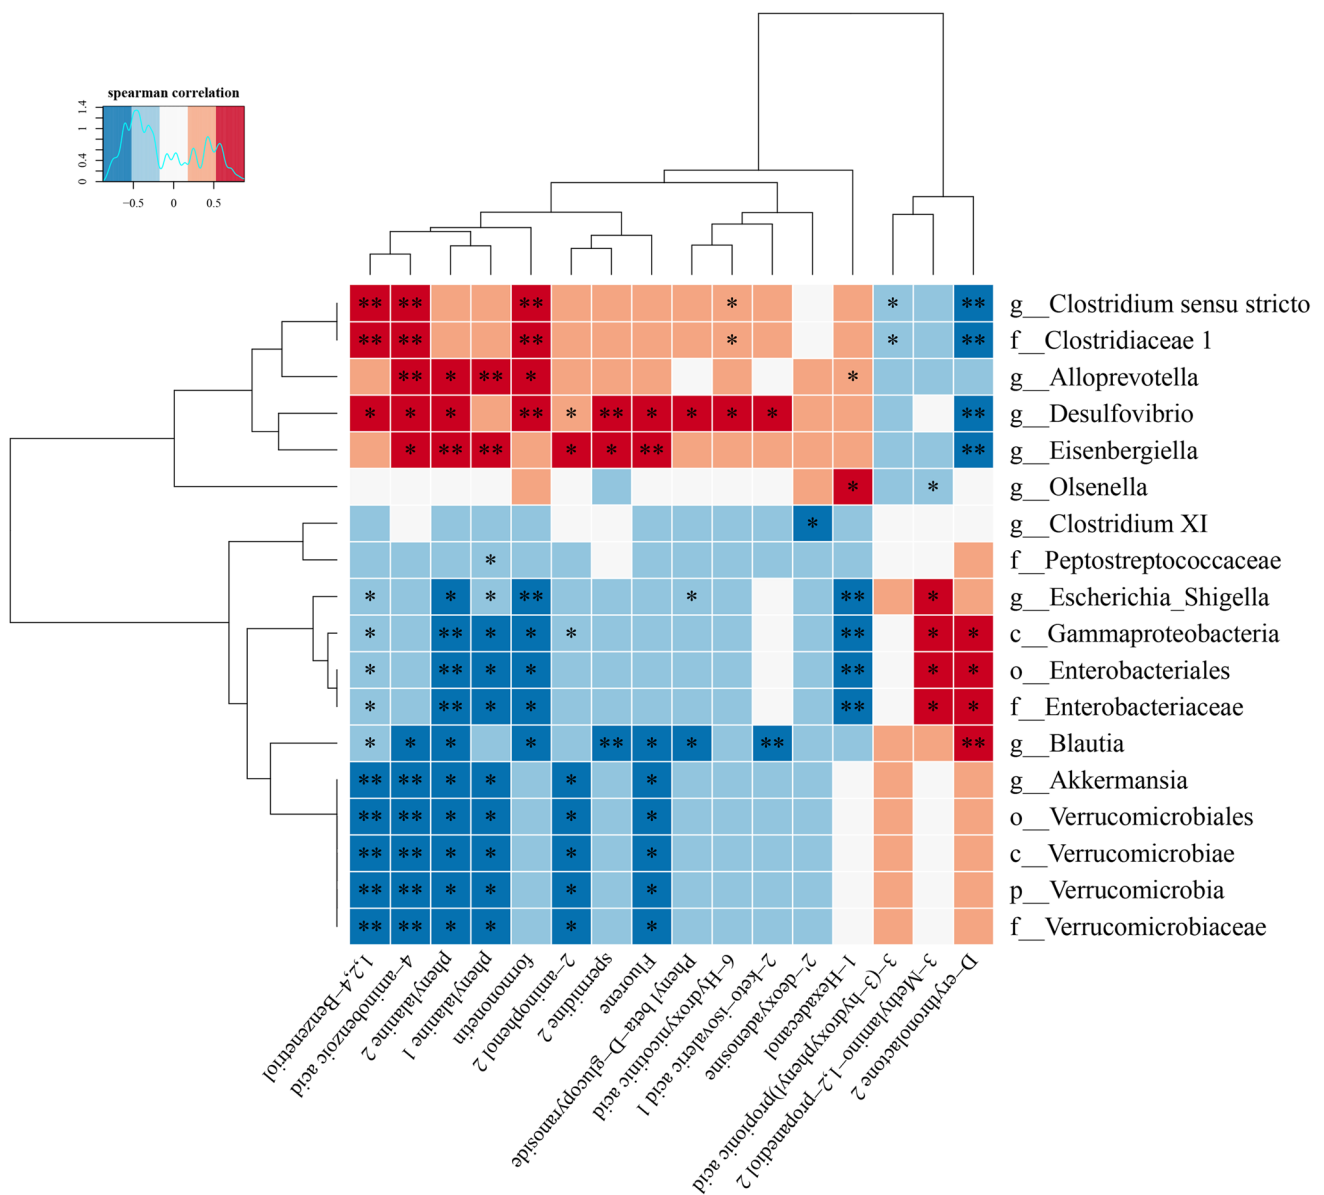 spearman correlation
0 0.4 1 1.4
−0.5 0 0.5
** ** ** * * ** g__Clostridium sensu stricto
** ** ** * * ** f__Clostridiaceae 1
** * ** * * g__Alloprevotella
* * * ** * ** * * * * ** g__Desulfovibrio
* ** ** * * ** ** g__Eisenbergiella
* * g__Olsenella
* g__Clostridium XI
* f__Peptostreptococcaceae
* * * ** * ** * g__Escherichia_Shigella
* ** * * * ** * * c__Gammaproteobacteria
* ** * * ** * * o__Enterobacteriales
* ** * * ** * * f__Enterobacteriaceae
* * * * ** * * ** ** g__Blautia
** ** * * * * g__Akkermansia
** ** * * * * o__Verrucomicrobiales
** ** * * * * c__Verrucomicrobiae
** ** * * * * p__Verrucomicrobia
** ** * * * * f__Verrucomicrobiaceae
1,2,4−Benzenetriol
4−aminobenzoic acid
phenylalanine 2
phenylalanine 1
formononetin
2−aminophenol 2
spermidine 2
Fluorene
Phenyl beta−D−glucopyranoside
6−Hydroxynicotinic acid
2−keto−isovaleric acid 1
2'−deoxyadenosine
1−Hexadecanol
3−(3−hydroxyphenyl)propionic acid
3−Methylamino−1,2−propanediol 2
D−erythronolactone 2